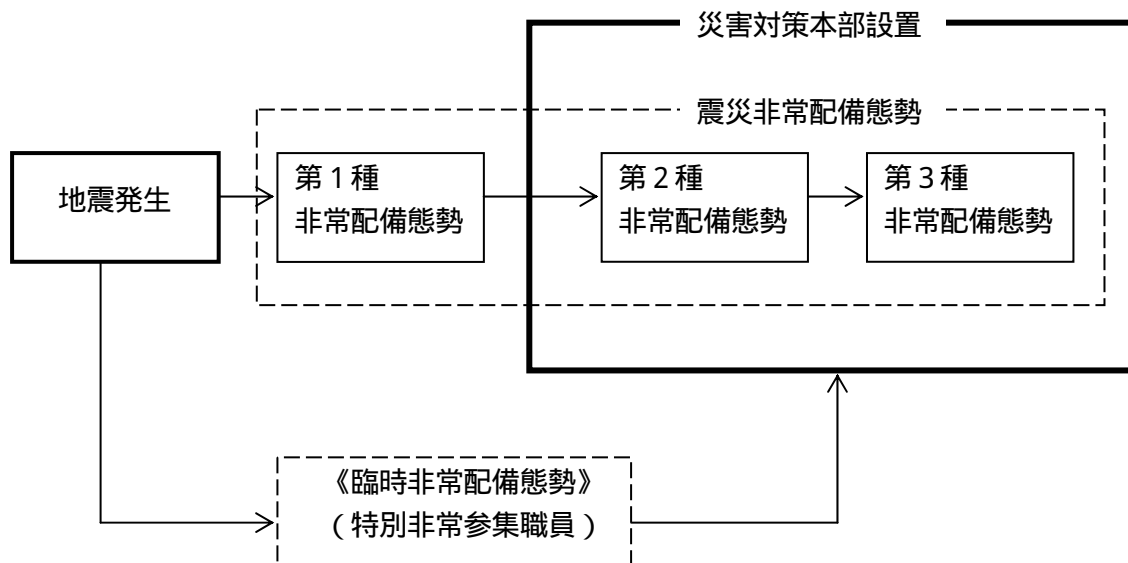 災害対策本部設置
震災非常配備態勢
地震発生
第１種
非常配備態勢
第２種
非常配備態勢
第３種
非常配備態勢
《臨時非常配備態勢》
（特別非常参集職員）